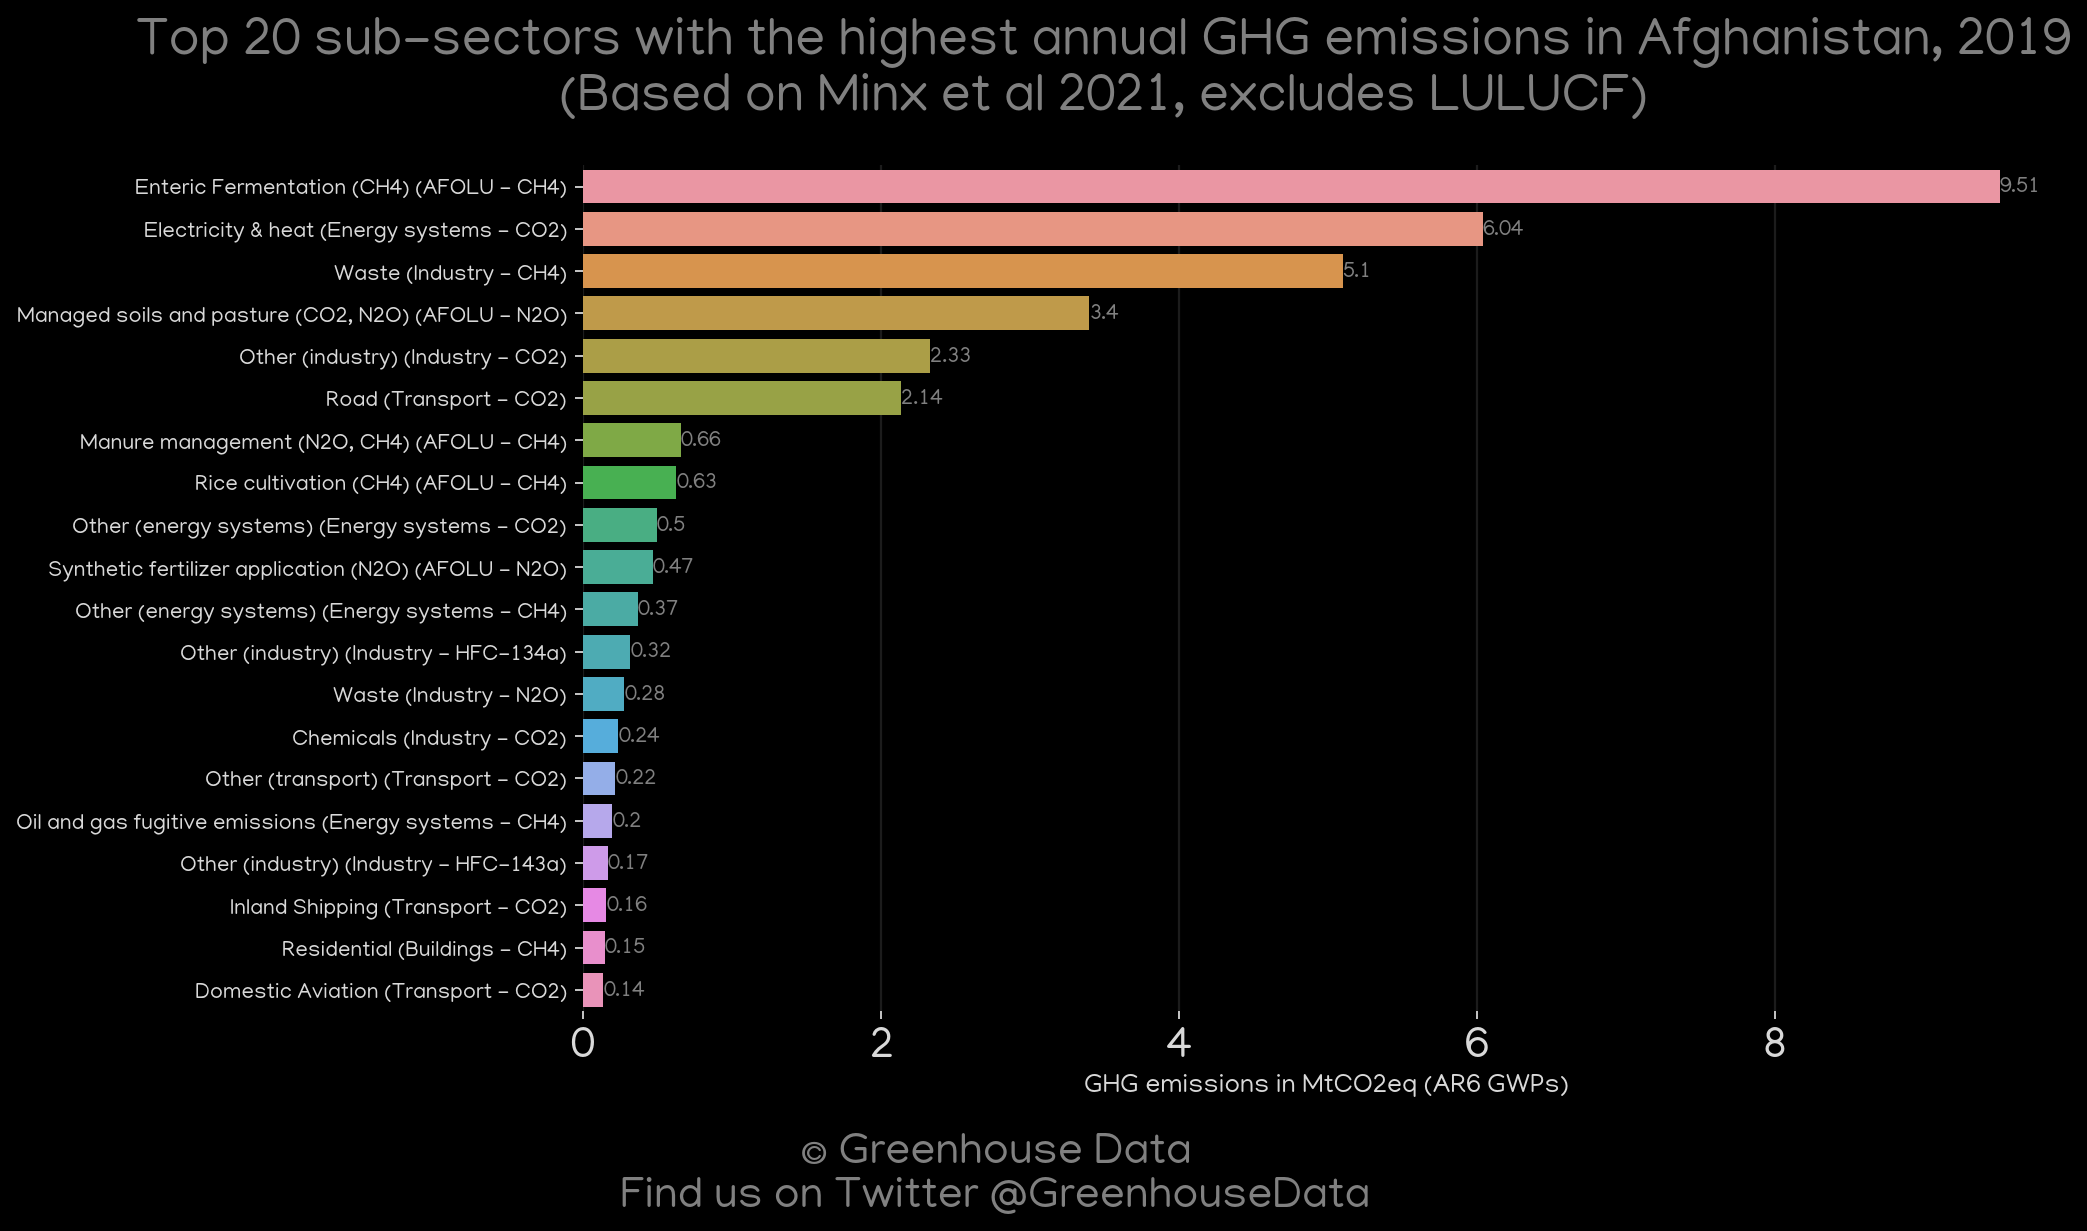 Top 20 sub-sectors with the highest annual GHG emissions in Afghanistan, 2019
(Based on Minx et al 2021, excludes LULUCF)
Enteric Fermentation (CH4) (AFOLU - CH4) 9.51
Electricity & heat (Energy systems - CO2) 6.04
Waste (Industry - CH4) 5.1
Managed soils and pasture (CO2, N2O) (AFOLU - N2O) 3.4
Other (industry) (Industry - CO2) 2.33
Road (Transport - CO2) 2.14
Manure management (N2O, CH4) (AFOLU - CH4) 0.66
Rice cultivation (CH4) (AFOLU - CH4) 0.63
Other (energy systems) (Energy systems - CO2) 0.5
Synthetic fertilizer application (N2O) (AFOLU - N2O) 0.47
Other (energy systems) (Energy systems - CH4) 0.37
Other (industry) (Industry - HFC-134a) 0.32
Waste (Industry - N2O) 0.28
Chemicals (Industry - CO2) 0.24
Other (transport) (Transport - CO2) 0.22
Oil and gas fugitive emissions (Energy systems - CH4) 0.2
Other (industry) (Industry - HFC-143a) 0.17
Inland Shipping (Transport - CO2) 0.16
Residential (Buildings - CH4) 0.15
Domestic Aviation (Transport - CO2) 0.14
0 2 4 6 8
GHG emissions in MtCO2eq (AR6 GWPs)
© Greenhouse Data
Find us on Twitter @GreenhouseData